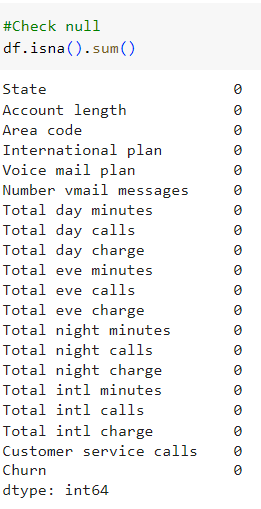 #Check null
df.isna().sum()
State 0
Account length 0
Area code 0
International plan 0
Voice mail plan 0
Number vmail messages 0
Total day minutes 0
Total day calls 0
Total day charge 0
Total eve minutes 0
Total eve calls 0
Total eve charge 0
Total night minutes 0
Total night calls 0
Total night charge 0
Total intl minutes 0
Total intl calls 0
Total intl charge 0
Customer service calls 0
Churn 0
dtype: int64